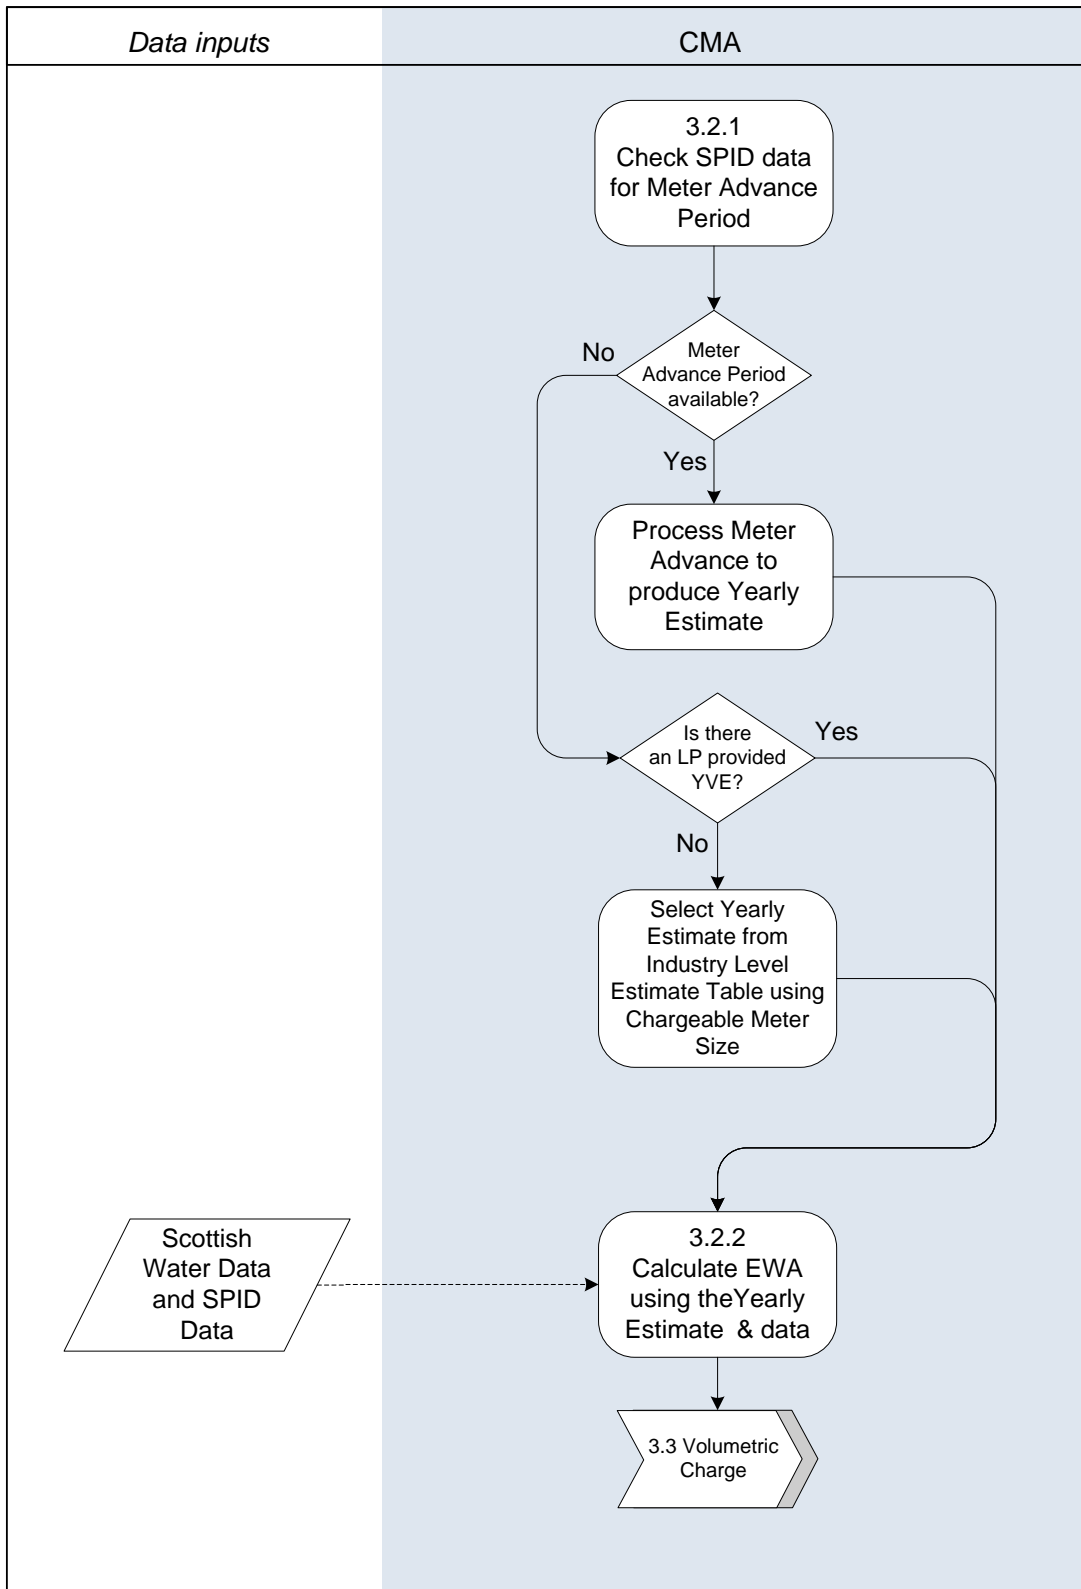 Data inputs
CMA
3.2.1
Check SPID data
for Meter Advance
Period
No
Meter
Advance Period
available?
Yes
Process Meter
Advance to
produce Yearly
Estimate
Is there
an LP provided
YVE?
Yes
No
Select Yearly
Estimate from
Industry Level
Estimate Table using
Chargeable Meter
Size
Scottish
Water Data
and SPID
Data
3.2.2
Calculate EWA
using theYearly
Estimate & data
3.3 Volumetric
Charge